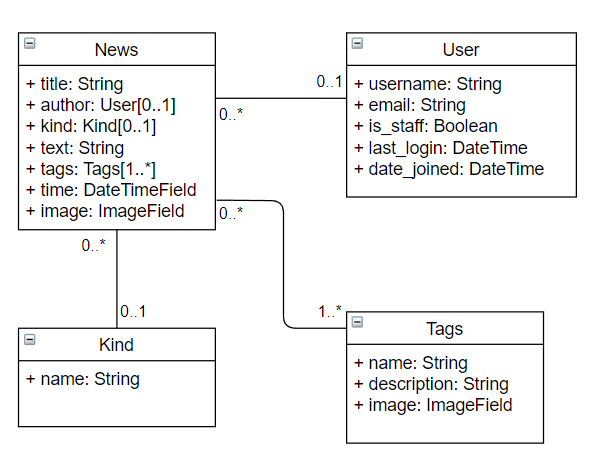 News
+ title: String
+ author: User[0..1]
+ kind: Kind[0..1]
+ text: String
+ tags: Tags[1..*]
+ time: DateTimeField
+ image: ImageField
0..1
0..*
User
+ username: String
+ email: String
+ is_staff: Boolean
+ last_login: DateTime
+ date_joined: DateTime
0..*
0..*
0..1
1..*
Kind
+ name: String
Tags
+ name: String
+ description: String
+ image: ImageField